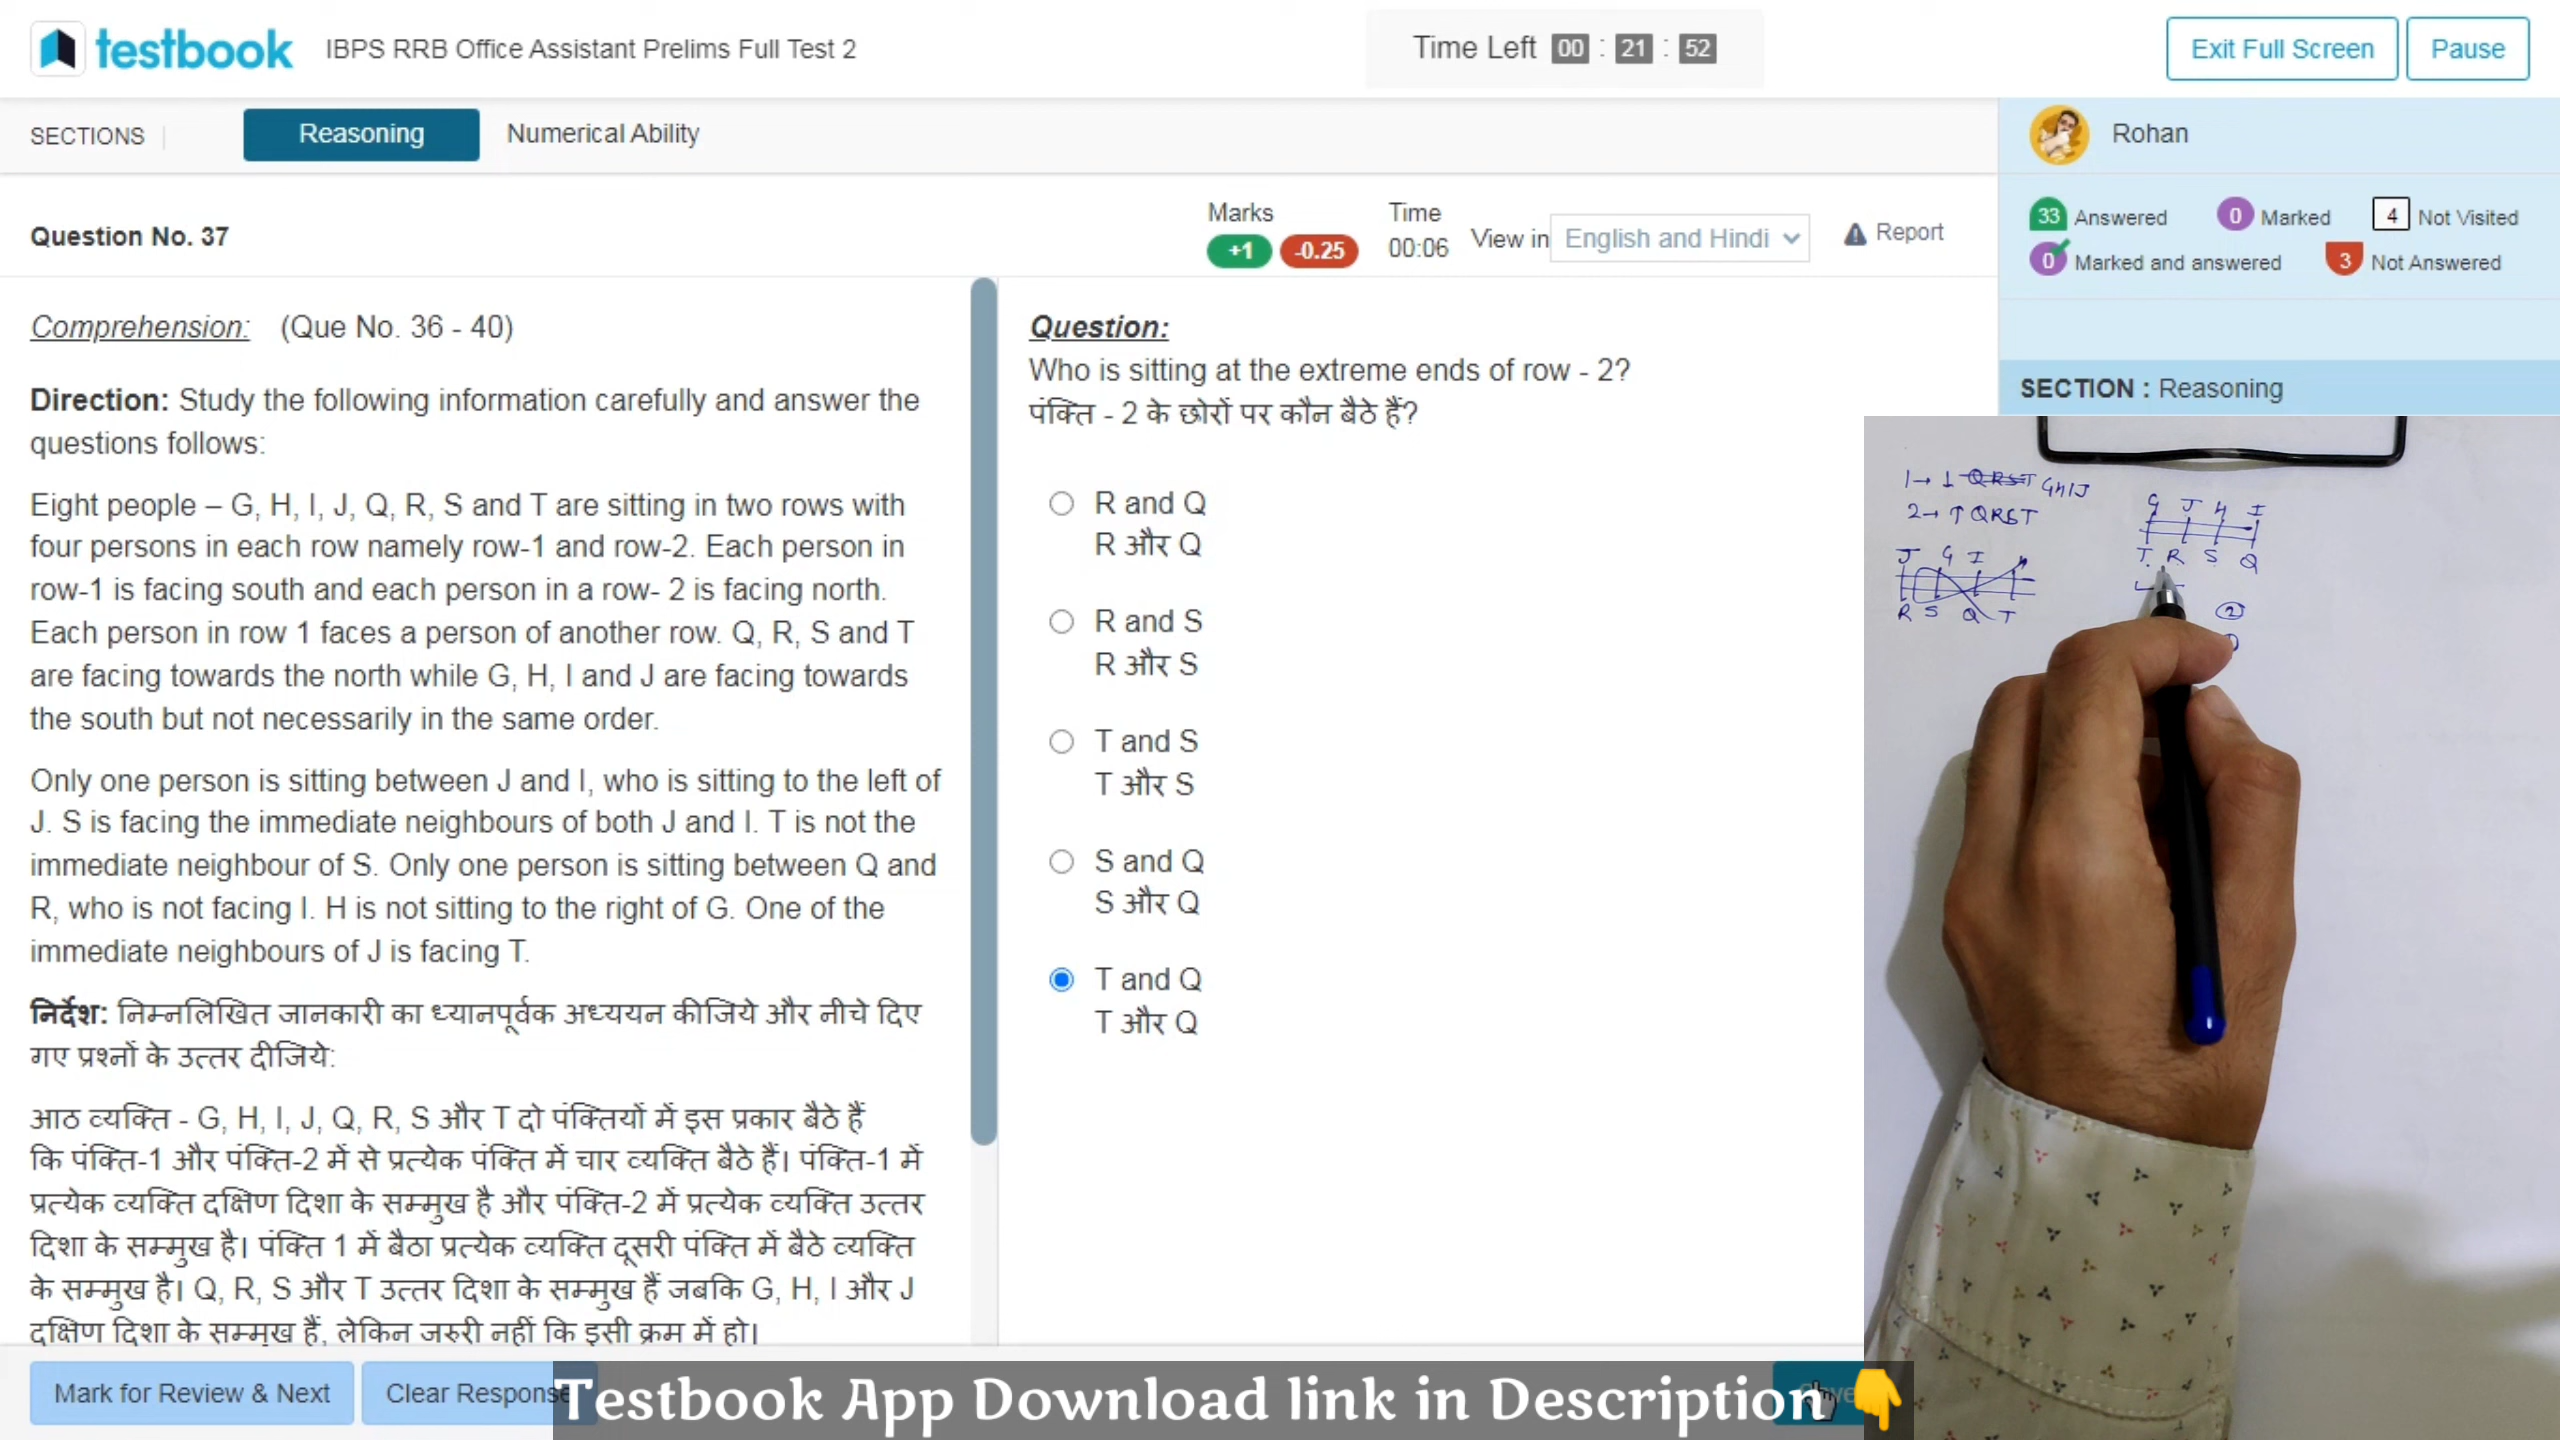 testbook
IBPS RRB Office Assistant Prelims Full Test 2
Time Left 00 : 21 : 52
Exit Full Screen
Pause
SECTIONS
Reasoning
Numerical Ability
Rohan
Question No. 37
Marks
+1 -0.25
Time
00:06
View in English and Hindi
Report
33 Answered
0 Marked
4 Not Visited
0 Marked and answered
3 Not Answered
SECTION : Reasoning
Comprehension: (Que No. 36 - 40)
Direction: Study the following information carefully and answer the
questions follows:
Eight people – G, H, I, J, Q, R, S and T are sitting in two rows with
four persons in each row namely row-1 and row-2. Each person in
row-1 is facing south and each person in a row- 2 is facing north.
Each person in row 1 faces a person of another row. Q, R, S and T
are facing towards the north while G, H, I and J are facing towards
the south but not necessarily in the same order.
Only one person is sitting between J and I, who is sitting to the left of
J. S is facing the immediate neighbours of both J and I. T is not the
immediate neighbour of S. Only one person is sitting between Q and
R, who is not facing I. H is not sitting to the right of G. One of the
immediate neighbours of J is facing T.
निर्देश: निम्नलिखित जानकारी का ध्यानपूर्वक अध्ययन कीजिये और नीचे दिए
गए प्रश्नों के उत्तर दीजिये:
आठ व्यक्ति - G, H, I, J, Q, R, S और T दो पंक्तियों में इस प्रकार बैठे हैं
कि पंक्ति-1 और पंक्ति-2 में से प्रत्येक पंक्ति में चार व्यक्ति बैठे हैं। पंक्ति-1 में
प्रत्येक व्यक्ति दक्षिण दिशा के सम्मुख है और पंक्ति-2 में प्रत्येक व्यक्ति उत्तर
दिशा के सम्मुख है। पंक्ति 1 में बैठा प्रत्येक व्यक्ति दूसरी पंक्ति में बैठे व्यक्ति
के सम्मुख है। Q, R, S और T उत्तर दिशा के सम्मुख हैं जबकि G, H, I और J
दक्षिण दिशा के सम्मुख हैं, लेकिन जरुरी नहीं कि इसी क्रम में हो।
Question:
Who is sitting at the extreme ends of row - 2?
पंक्ति - 2 के छोरों पर कौन बैठे हैं?
R and Q
R और Q
R and S
R और S
T and S
T और S
S and Q
S और Q
T and Q
T और Q
1→ ↓ QRST GHIJ
2→ ↑ QRST
J G I H
R S Q T
G J H I
T R S Q
2
Mark for Review & Next
Clear Response
Testbook App Download link in Description